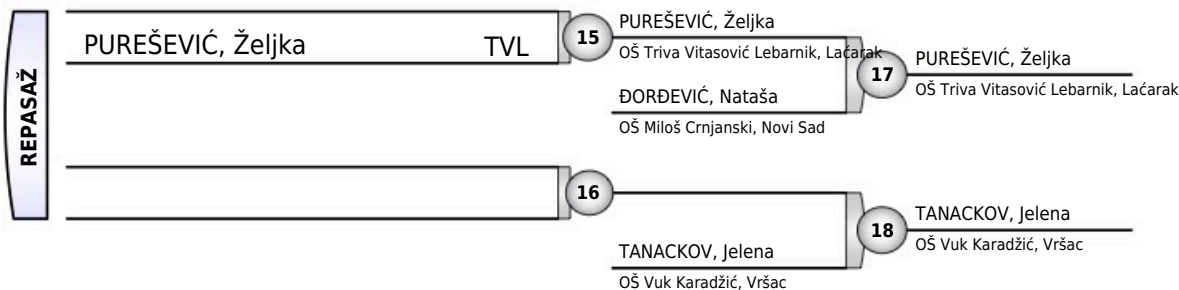 REPASAŽ
PUREŠEVIĆ, Željka TVL
15
PUREŠEVIĆ, Željka
OŠ Triva Vitasović Lebarnik, Laćarak
ĐORĐEVIĆ, Nataša
OŠ Miloš Crnjanski, Novi Sad
17
PUREŠEVIĆ, Željka
OŠ Triva Vitasović Lebarnik, Laćarak
16
TANACKOV, Jelena
OŠ Vuk Karadžić, Vršac
18
TANACKOV, Jelena
OŠ Vuk Karadžić, Vršac